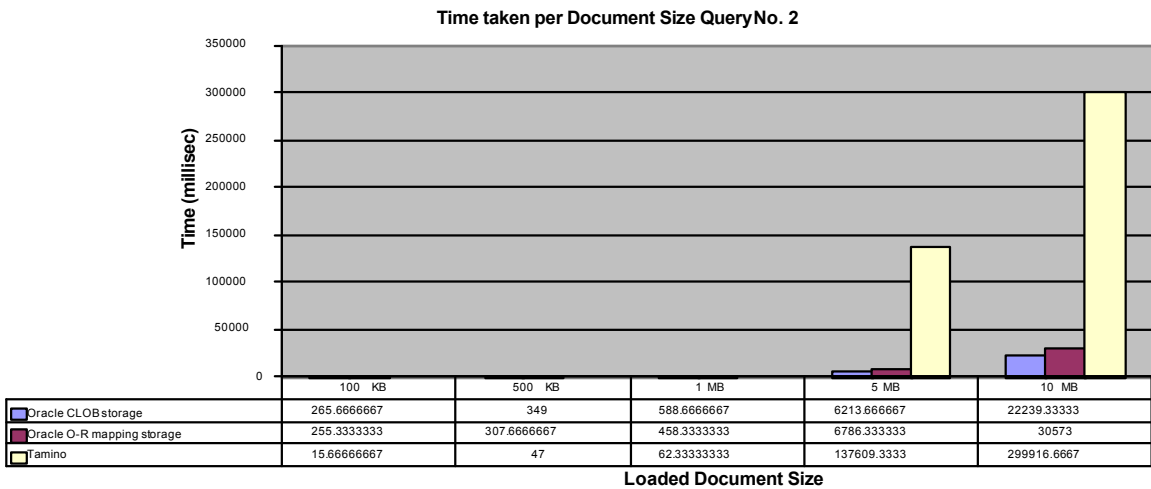 Time taken per Document Size Query No. 2
350000
300000
250000
200000
150000
100000
50000
0
Time (millisec)
100 KB 500 KB 1 MB 5 MB 10 MB
Oracle CLOB storage 265.6666667 349 588.6666667 6213.666667 22239.33333
Oracle O-R mapping storage 255.3333333 307.6666667 458.3333333 6786.333333 30573
Tamino 15.66666667 47 62.33333333 137609.3333 299916.6667
Loaded Document Size